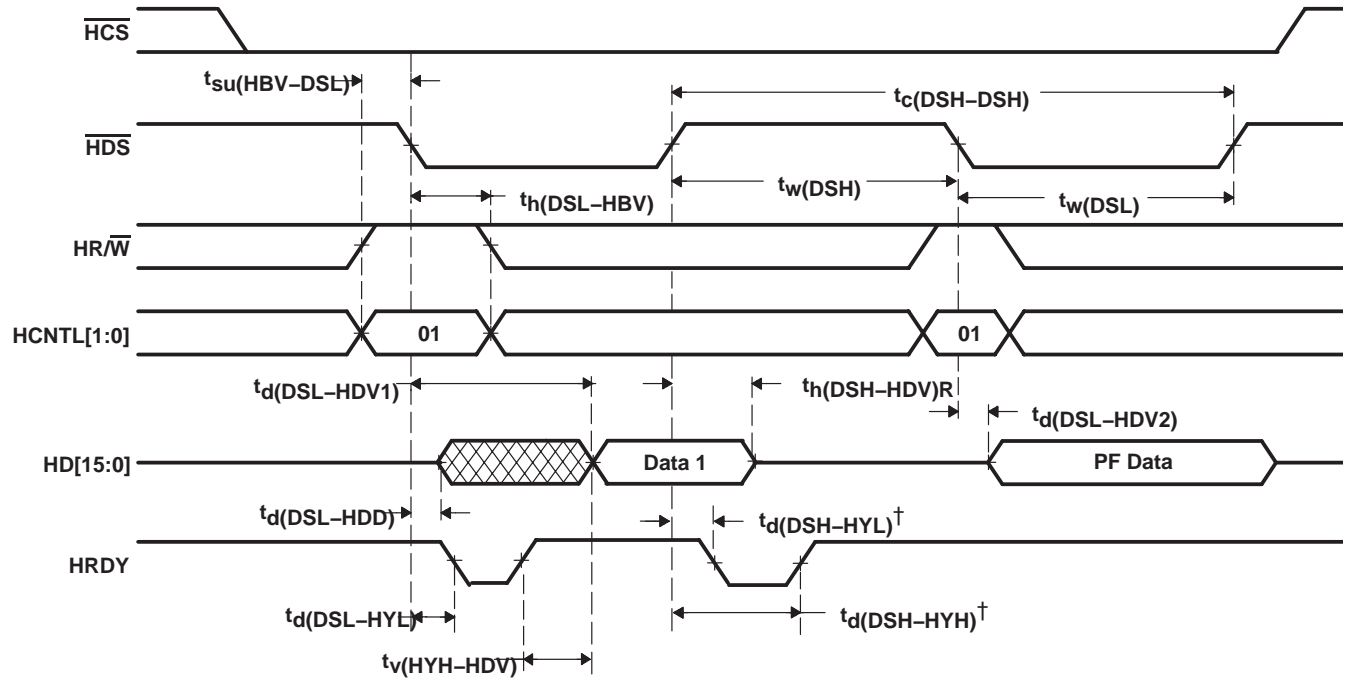 HCS
tsu(HBV–DSL)
tc(DSH–DSH)
HDS
tw(DSH)
th(DSL–HBV)
tw(DSL)
HR/W
HCNTL[1:0]
01
01
td(DSL–HDV1)
th(DSH–HDV)R
td(DSL–HDV2)
HD[15:0]
Data 1
PF Data
td(DSL–HDD)
td(DSH–HYL)†
HRDY
td(DSL–HYL)
td(DSH–HYH)†
tv(HYH–HDV)